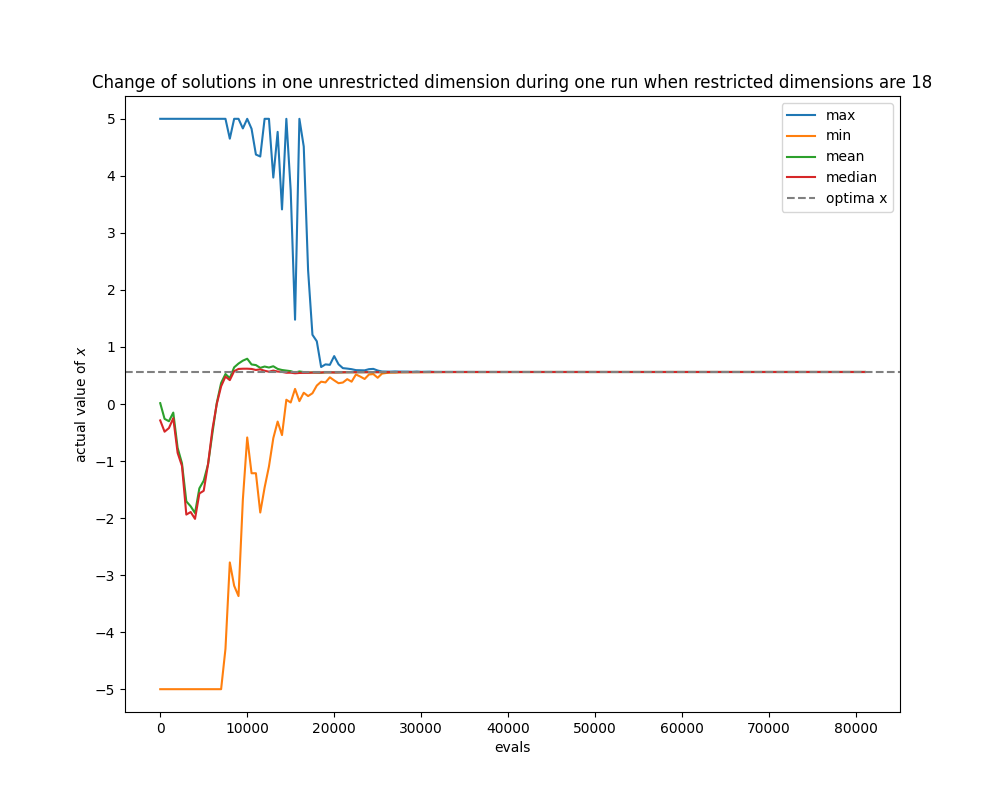 Change of solutions in one unrestricted dimension during one run when restricted dimensions are 18
max
min
mean
median
optima x
5
4
3
2
1
0
−1
−2
−3
−4
−5
actual value of x
0 10000 20000 30000 40000 50000 60000 70000 80000
evals